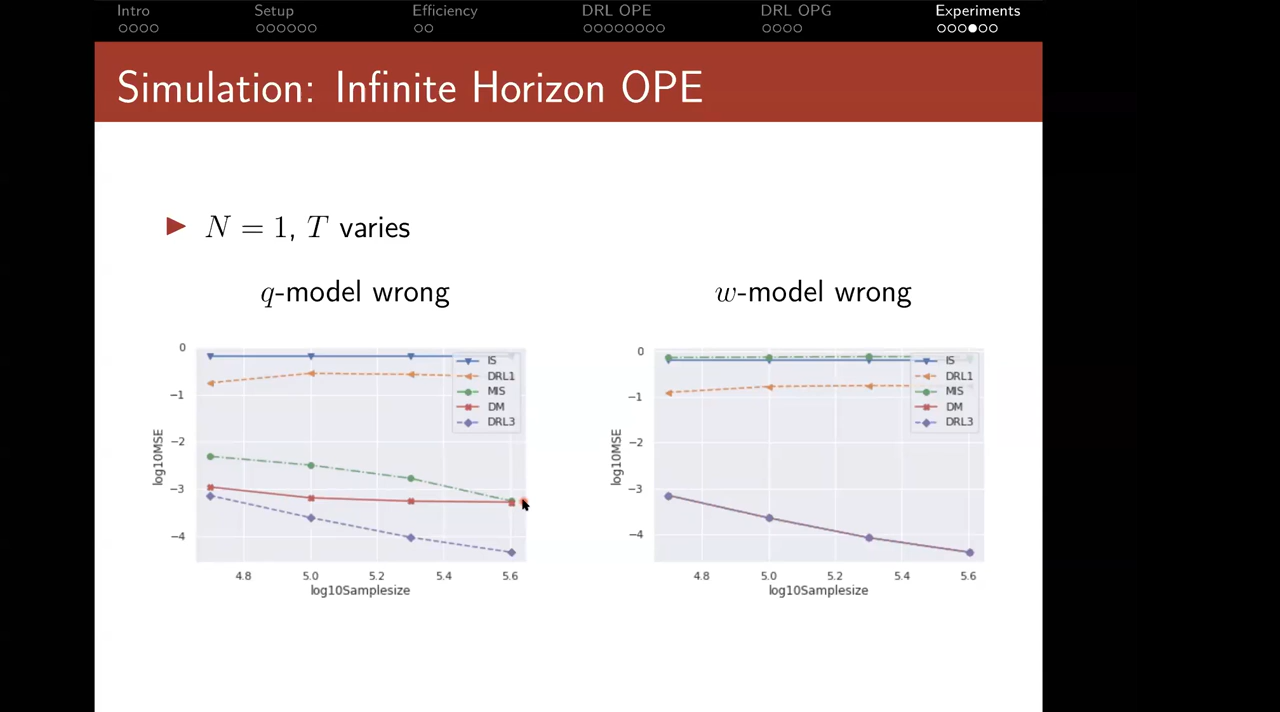 Intro Setup Efficiency DRL OPE DRL OPG Experiments
Simulation: Infinite Horizon OPE
N = 1, T varies
q-model wrong
0
−1
−2
−3
−4
log10MSE
IS
DRL1
MIS
DM
DRL3
4.8 5.0 5.2 5.4 5.6
log10Samplesize
w-model wrong
0
−1
−2
−3
−4
log10MSE
IS
DRL1
MIS
DM
DRL3
4.8 5.0 5.2 5.4 5.6
log10Samplesize